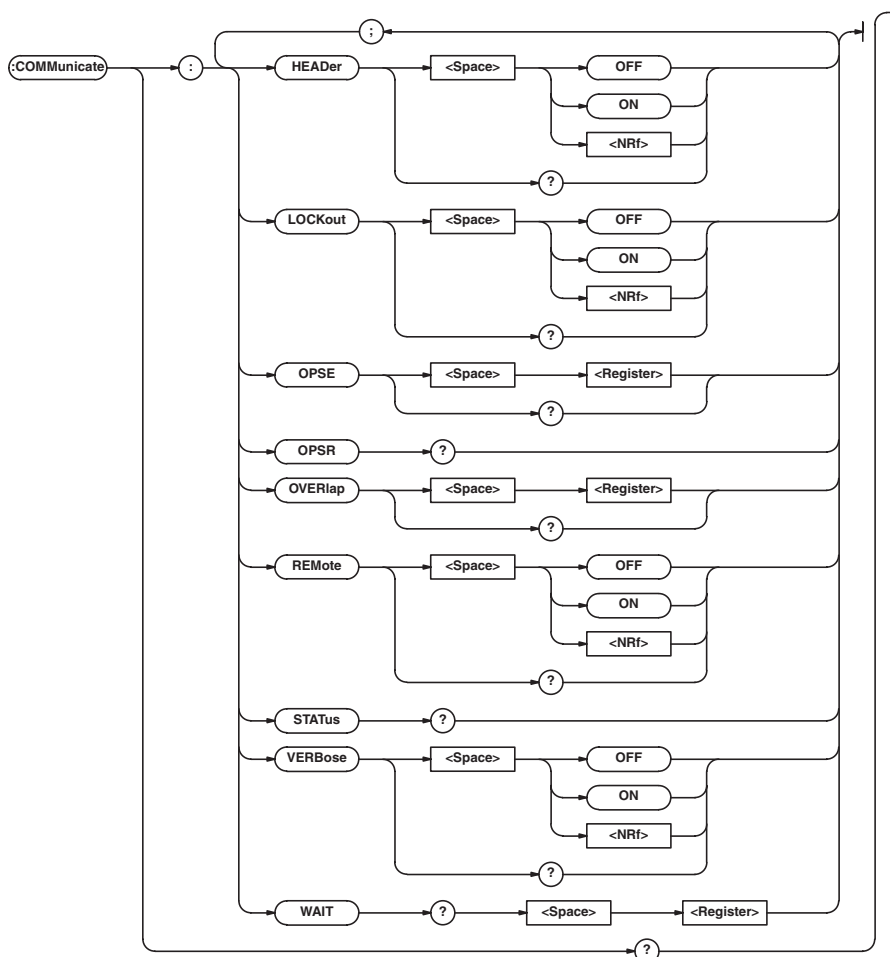 ;
:COMMunicate : HEADer <Space> OFF
ON
<NRf>
?
LOCKout <Space> OFF
ON
<NRf>
?
OPSE <Space> <Register>
?
OPSR ?
OVERlap <Space> <Register>
?
REMote <Space> OFF
ON
<NRf>
?
STATus ?
VERBose <Space> OFF
ON
<NRf>
?
WAIT ? <Space> <Register>
?